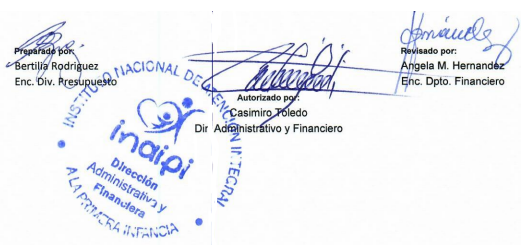 Preparado por:
Bertilia Rodriguez
Enc. Div. Presupuesto
Revisado por:
Angela M. Hernandez
Enc. Dpto. Financiero
Autorizado por:
Casimiro Toledo
Dir Administrativo y Financiero
INSTITUTO NACIONAL DE ATENCIÓN INTEGRAL
A LA PRIMERA INFANCIA
inaipi
Dirección
Administrativa y
Financiera